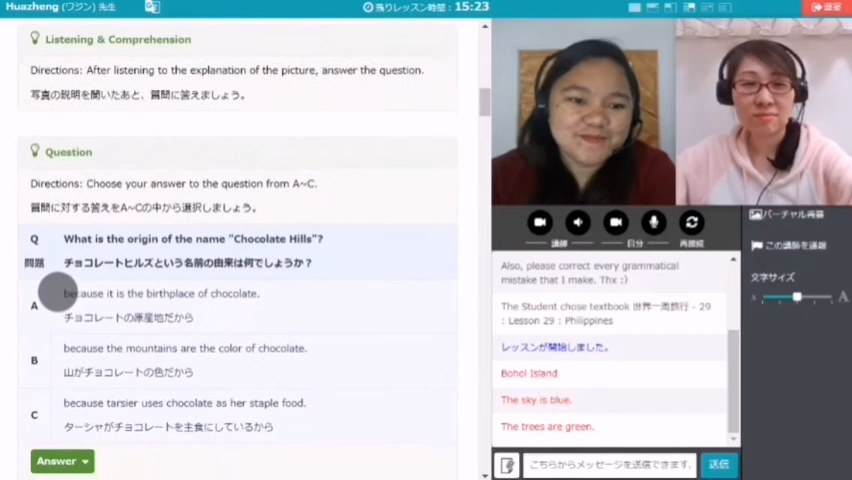 Huazheng (ワジン) 先生
残りレッスン時間：15:23
退室
Listening & Comprehension
Directions: After listening to the explanation of the picture, answer the question.
写真の説明を聞いたあと、質問に答えましょう。
Question
Directions: Choose your answer to the question from A~C.
質問に対する答えをA~Cの中から選択しましょう。
Q What is the origin of the name "Chocolate Hills"?
問題 チョコレートヒルズという名前の由来は何でしょうか？
A because it is the birthplace of chocolate.
チョコレートの原産地だから
B because the mountains are the color of chocolate.
山がチョコレートの色だから
C because tarsier uses chocolate as her staple food.
ターシャがチョコレートを主食にしているから
Answer
講師
自分
再接続
Also, please correct every grammatical
mistake that I make. Thx :)
The Student chose textbook 世界一周旅行 - 29
: Lesson 29 : Philippines
レッスンが開始しました。
Bohol Island
The sky is blue.
The trees are green.
こちらからメッセージを送信できます。
送信
バーチャル背景
この講師を通報
文字サイズ
A A